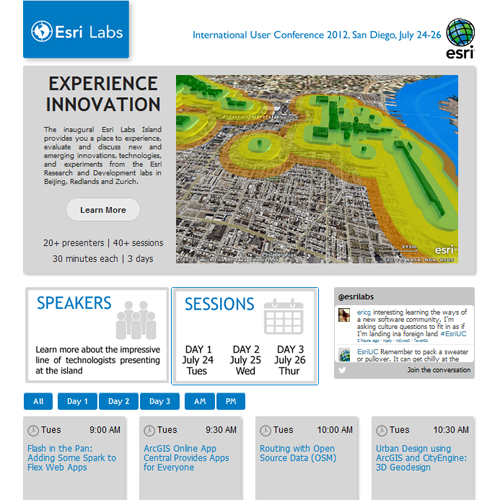 Esri Labs
International User Conference 2012, San Diego, July 24-26
esri
EXPERIENCE
INNOVATION
The inaugural Esri Labs Island
provides you a place to experience,
evaluate and discuss new and
emerging innovations, technologies,
and experiments from the Esri
Research and Development labs in
Beijing, Redlands and Zurich.
Learn More
20+ presenters | 40+ sessions
30 minutes each | 3 days
esri
SPEAKERS
Learn more about the impressive
line of technologists presenting
at the island
SESSIONS
DAY 1 DAY 2 DAY 3
July 24 July 25 July 26
Tues Wed Thur
@esrilabs
ericg interesting learning the ways of
a new software community. I'm
asking culture questions to fit in as if
I'm landing ina foreign land #EsriUC
2 hours ago · reply · retweet · favorite
EsriUC Remember to pack a sweater
or pullover. It can get chilly at the
Join the conversation
All Day 1 Day 2 Day 3 AM PM
Tues 9:00 AM
Flash in the Pan:
Adding Some Spark to
Flex Web Apps
Tues 9:30 AM
ArcGIS Online App
Central Provides Apps
for Everyone
Tues 10:00 AM
Routing with Open
Source Data (OSM)
Tues 10:30 AM
Urban Design using
ArcGIS and CityEngine:
3D Geodesign